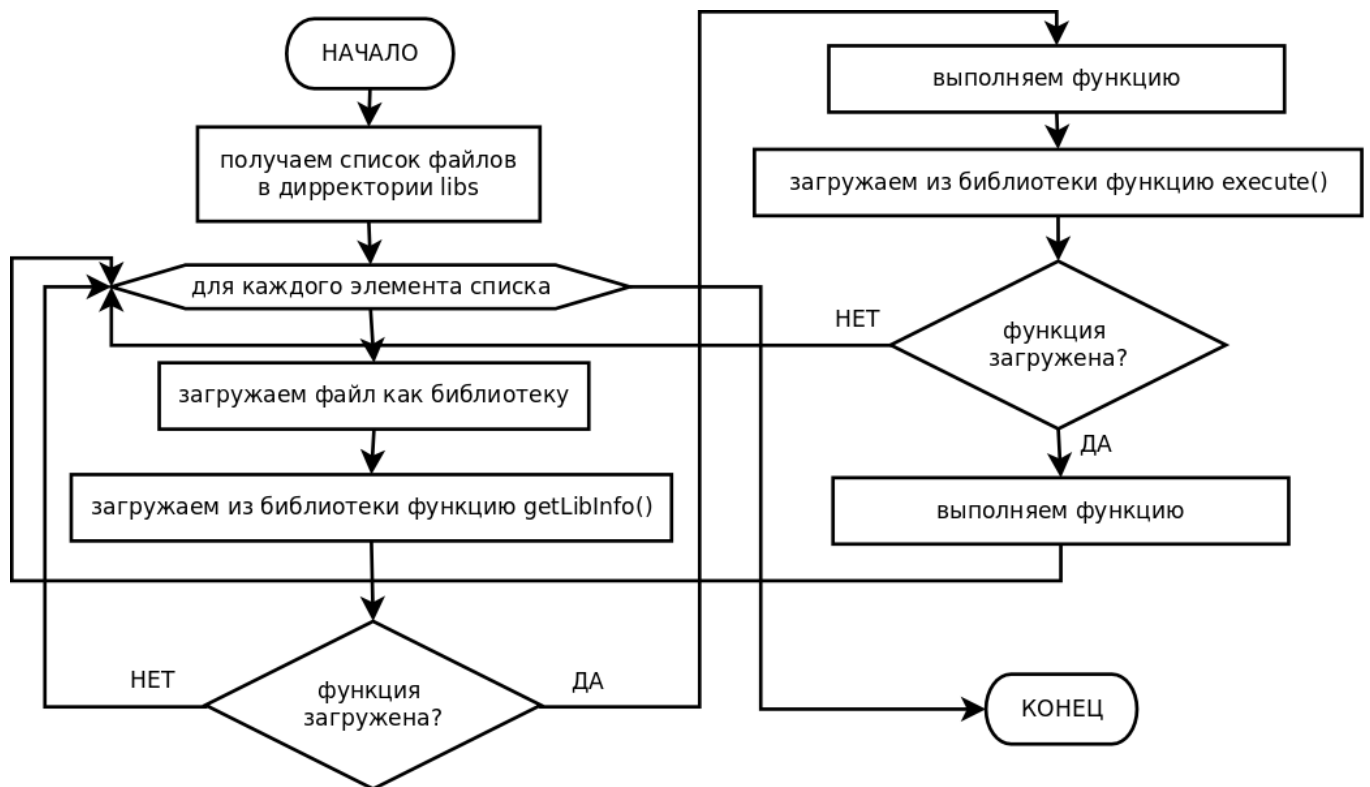 НАЧАЛО
получаем список файлов
в дирректории libs
для каждого элемента списка
загружаем файл как библиотеку
загружаем из библиотеки функцию getLibInfo()
функция
загружена?
НЕТ
ДА
выполняем функцию
загружаем из библиотеки функцию execute()
функция
загружена?
НЕТ
ДА
выполняем функцию
КОНЕЦ